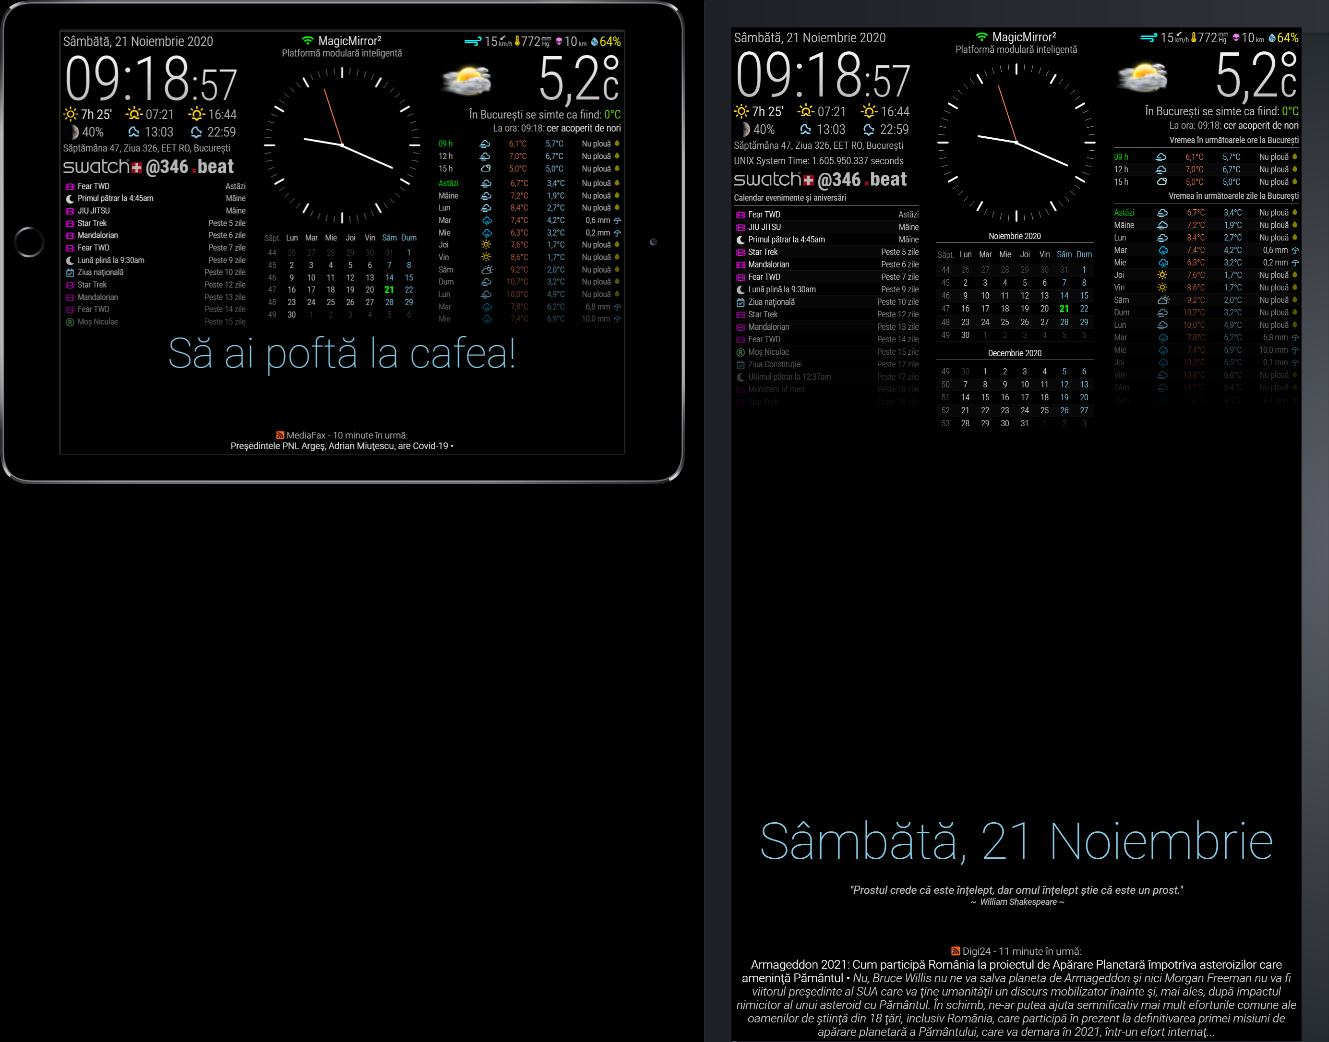 Sâmbătă, 21 Noiembrie 2020
09:18:57
7h 25' 07:21 16:44
40% 13:03 22:59
Săptămâna 47, Ziua 326, EET RO, București
swatch @346 .beat
Fear TWD Astăzi
Primul pătrar la 4:45am Mâine
JIU JITSU Mâine
Star Trek Peste 5 zile
Mandalorian Peste 6 zile
Fear TWD Peste 7 zile
Lună plină la 9:30am Peste 9 zile
Ziua națională Peste 10 zile
Star Trek Peste 12 zile
Mandalorian Peste 13 zile
Fear TWD Peste 14 zile
Moș Niculae Peste 15 zile
MagicMirror²
Platformă modulară inteligentă
Săpt. Lun Mar Mie Joi Vin Sâm Dum
44 26 27 28 29 30 31 1
45 2 3 4 5 6 7 8
46 9 10 11 12 13 14 15
47 16 17 18 19 20 21 22
48 23 24 25 26 27 28 29
49 30 1 2 3 4 5 6
15 km/h 772 mm Hg 10 km 64%
5,2°C
În București se simte ca fiind: 0°C
La ora: 09:18: cer acoperit de nori
09 h 6,1°C 5,7°C Nu plouă
12 h 7,0°C 6,7°C Nu plouă
15 h 5,0°C 5,0°C Nu plouă
Astăzi 6,7°C 3,4°C Nu plouă
Mâine 7,2°C 1,9°C Nu plouă
Lun 8,4°C 2,7°C Nu plouă
Mar 7,4°C 4,2°C 0,6 mm
Mie 6,3°C 3,2°C 0,2 mm
Joi 7,6°C 1,7°C Nu plouă
Vin 8,6°C 1,7°C Nu plouă
Sâm 9,2°C 2,0°C Nu plouă
Dum 10,7°C 3,2°C Nu plouă
Lun 10,0°C 4,9°C Nu plouă
Mar 7,8°C 6,2°C 6,8 mm
Mie 7,4°C 6,9°C 10,0 mm
Să ai poftă la cafea!
MediaFax - 10 minute în urmă:
Președintele PNL Argeș, Adrian Miuțescu, are Covid-19 •
Sâmbătă, 21 Noiembrie 2020
09:18:57
7h 25' 07:21 16:44
40% 13:03 22:59
Săptămâna 47, Ziua 326, EET RO, București
UNIX System Time: 1.605.950.337 seconds
swatch @346 .beat
Calendar evenimente și aniversări
Fear TWD Astăzi
JIU JITSU Mâine
Primul pătrar la 4:45am Mâine
Star Trek Peste 5 zile
Mandalorian Peste 6 zile
Fear TWD Peste 7 zile
Lună plină la 9:30am Peste 9 zile
Ziua națională Peste 10 zile
Star Trek Peste 12 zile
Mandalorian Peste 13 zile
Fear TWD Peste 14 zile
Moș Niculae Peste 15 zile
Ziua Constituției Peste 17 zile
Ultimul pătrar la 12:37am Peste 17 zile
Monsters of men Peste 18 zile
Star Trek Peste 19 zile
MagicMirror²
Platformă modulară inteligentă
Noiembrie 2020
Săpt. Lun Mar Mie Joi Vin Sâm Dum
44 26 27 28 29 30 31 1
45 2 3 4 5 6 7 8
46 9 10 11 12 13 14 15
47 16 17 18 19 20 21 22
48 23 24 25 26 27 28 29
49 30 1 2 3 4 5 6
Decembrie 2020
49 30 1 2 3 4 5 6
50 7 8 9 10 11 12 13
51 14 15 16 17 18 19 20
52 21 22 23 24 25 26 27
53 28 29 30 31 1 2 3
15 km/h 772 mm Hg 10 km 64%
5,2°C
În București se simte ca fiind: 0°C
La ora: 09:18: cer acoperit de nori
Vremea în următoarele ore la București
09 h 6,1°C 5,7°C Nu plouă
12 h 7,0°C 6,7°C Nu plouă
15 h 5,0°C 5,0°C Nu plouă
Vremea în următoarele zile la București
Astăzi 6,7°C 3,4°C Nu plouă
Mâine 7,2°C 1,9°C Nu plouă
Lun 8,4°C 2,7°C Nu plouă
Mar 7,4°C 4,2°C 0,6 mm
Mie 6,3°C 3,2°C 0,2 mm
Joi 7,6°C 1,7°C Nu plouă
Vin 8,6°C 1,7°C Nu plouă
Sâm 9,2°C 2,0°C Nu plouă
Dum 10,7°C 3,2°C Nu plouă
Lun 10,0°C 4,9°C Nu plouă
Mar 7,8°C 6,2°C 6,8 mm
Mie 7,4°C 6,9°C 10,0 mm
Joi 0,1 mm
Vin Nu plouă
Sâm Nu plouă
Dum
Sâmbătă, 21 Noiembrie
"Prostul crede că este înțelept, dar omul înțelept știe că este un prost."
~ William Shakespeare ~
Digi24 - 11 minute în urmă:
Armageddon 2021: Cum participă România la proiectul de Apărare Planetară împotriva asteroizilor care
amenință Pământul • Nu, Bruce Willis nu ne va salva planeta de Armageddon și nici Morgan Freeman nu va fi
viitorul președinte al SUA care va ține umanității un discurs mobilizator înainte și, mai ales, după impactul
nimicitor al unui asteroid cu Pământul. În schimb, ne-ar putea ajuta semnificativ mai mult eforturile comune ale
oamenilor de știință din 18 țări, inclusiv România, care participă în prezent la definitivarea primei misiuni de
apărare planetară a Pământului, care va demara în 2021, într-un efort internaț...